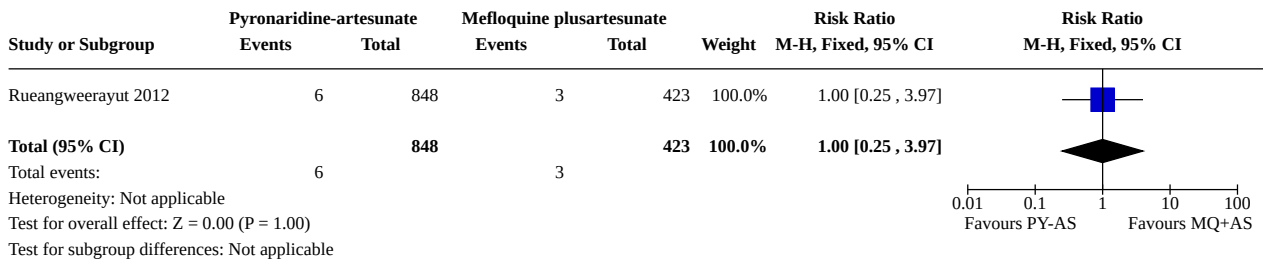 Pyronaridine-artesunate Mefloquine plusartesunate Risk Ratio Risk Ratio
Study or Subgroup Events Total Events Total Weight M-H, Fixed, 95% CI M-H, Fixed, 95% CI
Rueangweerayut 2012 6 848 3 423 100.0% 1.00 [0.25 , 3.97]
Total (95% CI) 848 423 100.0% 1.00 [0.25 , 3.97]
Total events: 6 3
Heterogeneity: Not applicable 0.01 0.1 1 10 100
Test for overall effect: Z = 0.00 (P = 1.00) Favours PY-AS Favours MQ+AS
Test for subgroup differences: Not applicable